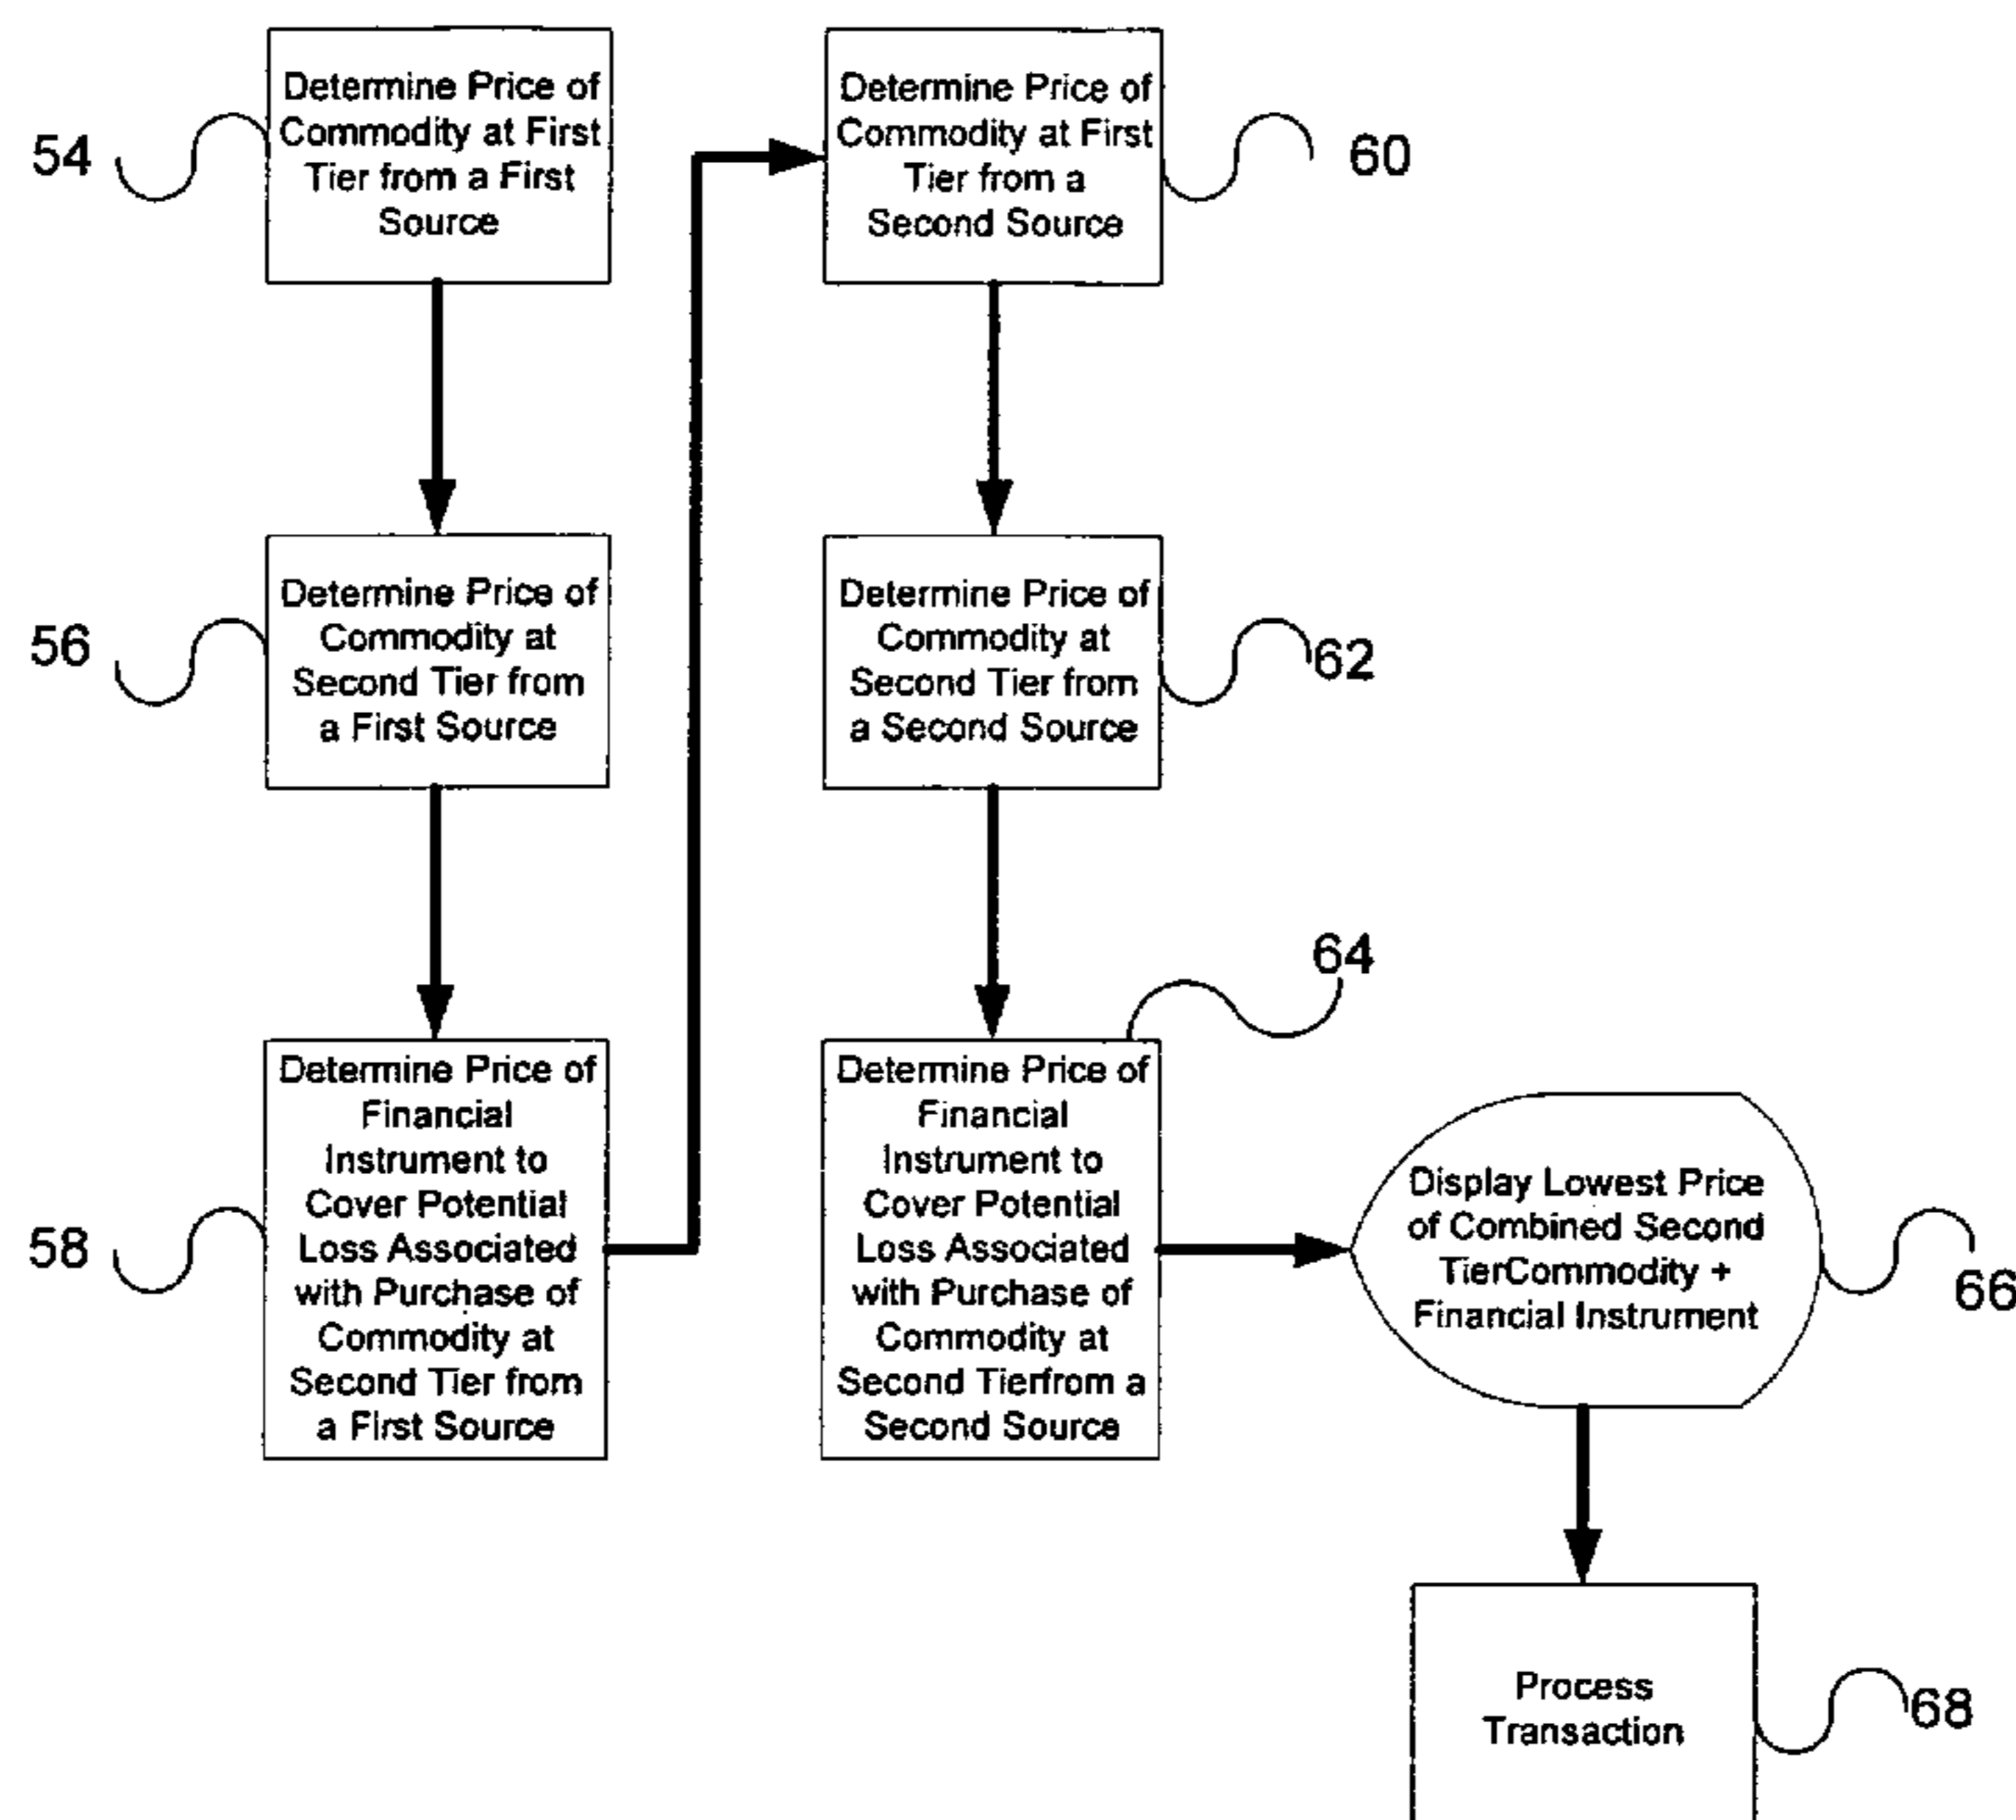 54
Determine Price of
Commodity at First
Tier from a First
Source
56
Determine Price of
Commodity at
Second Tier from
a First Source
58
Determine Price of
Financial
Instrument to
Cover Potential
Loss Associated
with Purchase of
Commodity at
Second Tier from
a First Source
Determine Price of
Commodity at First
Tier from a
Second Source
60
Determine Price of
Commodity at
Second Tier from
a Second Source
62
64
Determine Price of
Financial
Instrument to
Cover Potential
Loss Associated
with Purchase of
Commodity at
Second Tierfrom a
Second Source
Display Lowest Price
of Combined Second
TierCommodity +
Financial Instrument
66
Process
Transaction
68